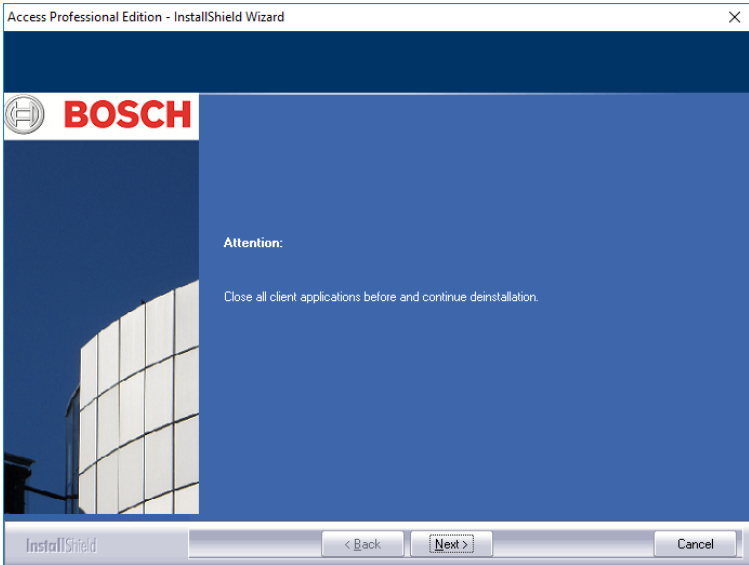 Access Professional Edition - InstallShield Wizard
BOSCH
Attention:
Close all client applications before and continue deinstallation.
InstallShield
< Back
Next >
Cancel